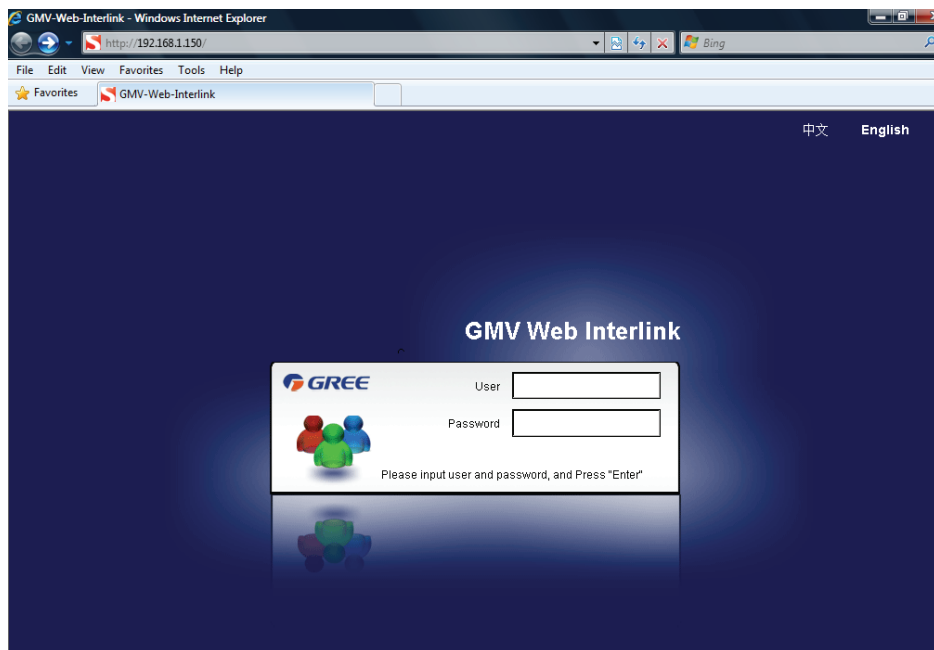 GMV-Web-Interlink - Windows Internet Explorer
http://192.168.1.150/
Bing
File Edit View Favorites Tools Help
Favorites
GMV-Web-Interlink
中文 English
GMV Web Interlink
GREE
User
Password
Please input user and password, and Press "Enter"